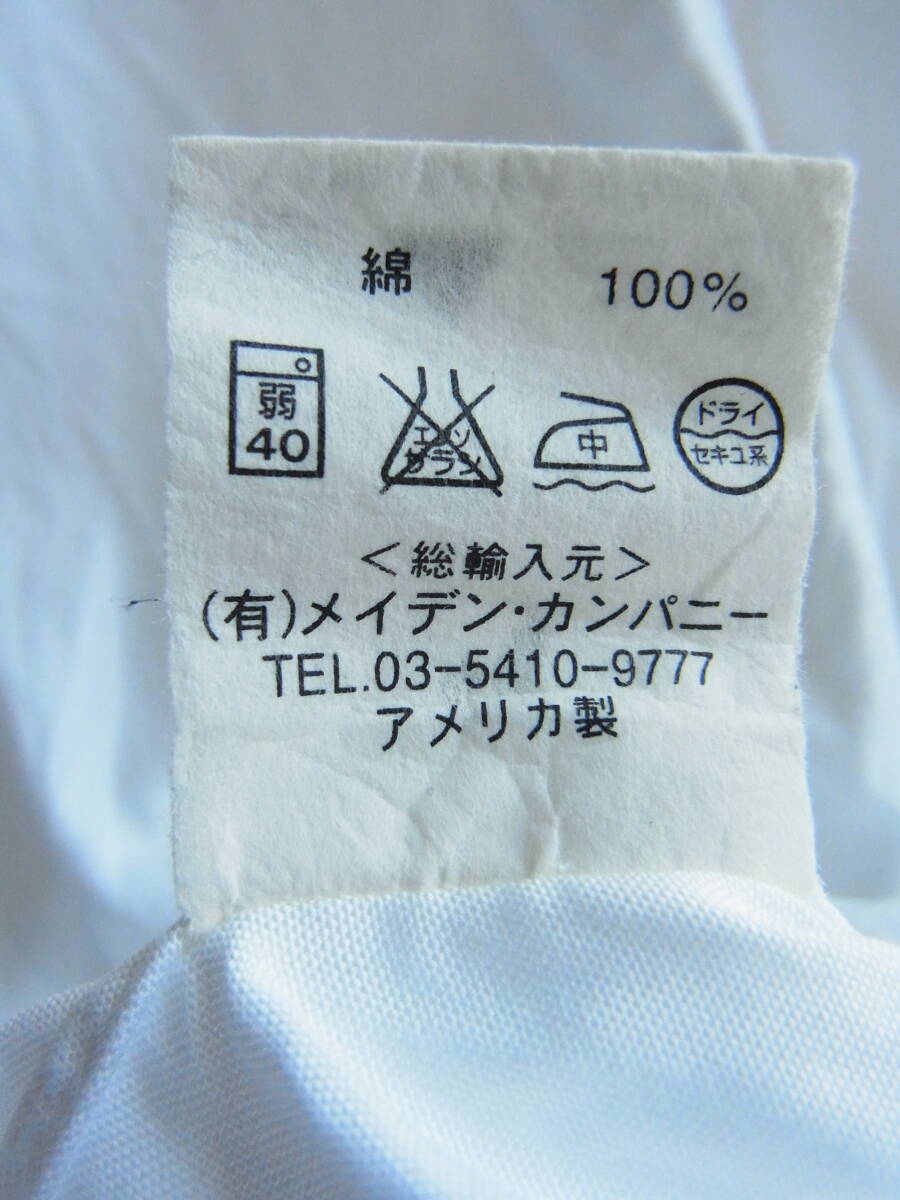 綿 100%
弱 40
エンソ サラシ
中
ドライ セキユ系
<総輸入元>
(有)メイデン・カンパニー
TEL.03-5410-9777
アメリカ製